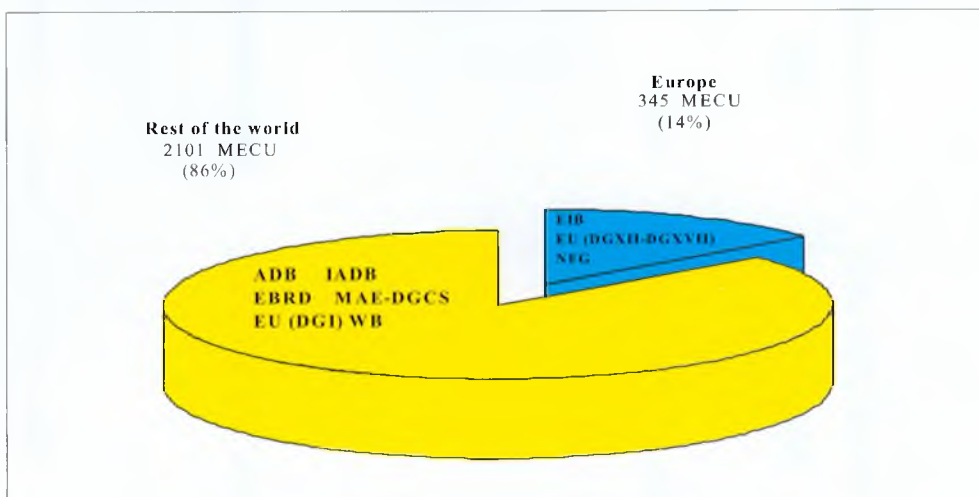 Europe
345 MECU
(14%)
Rest of the world
2101 MECU
(86%)
EIB
EU (DGXII-DGXVII)
NFG
ADB IADB
EBRD MAE-DGCS
EU (DGI) WB